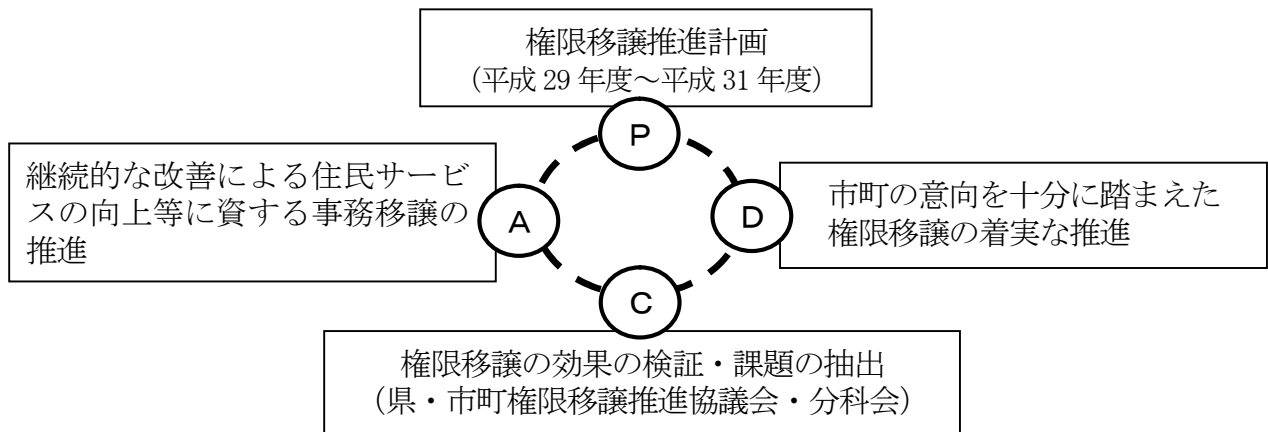 権限移譲推進計画
（平成 29 年度～平成 31 年度）
P
継続的な改善による住民サービ
スの向上等に資する事務移譲の
推進
A
D
市町の意向を十分に踏まえた
権限移譲の着実な推進
C
権限移譲の効果の検証・課題の抽出
（県・市町権限移譲推進協議会・分科会）